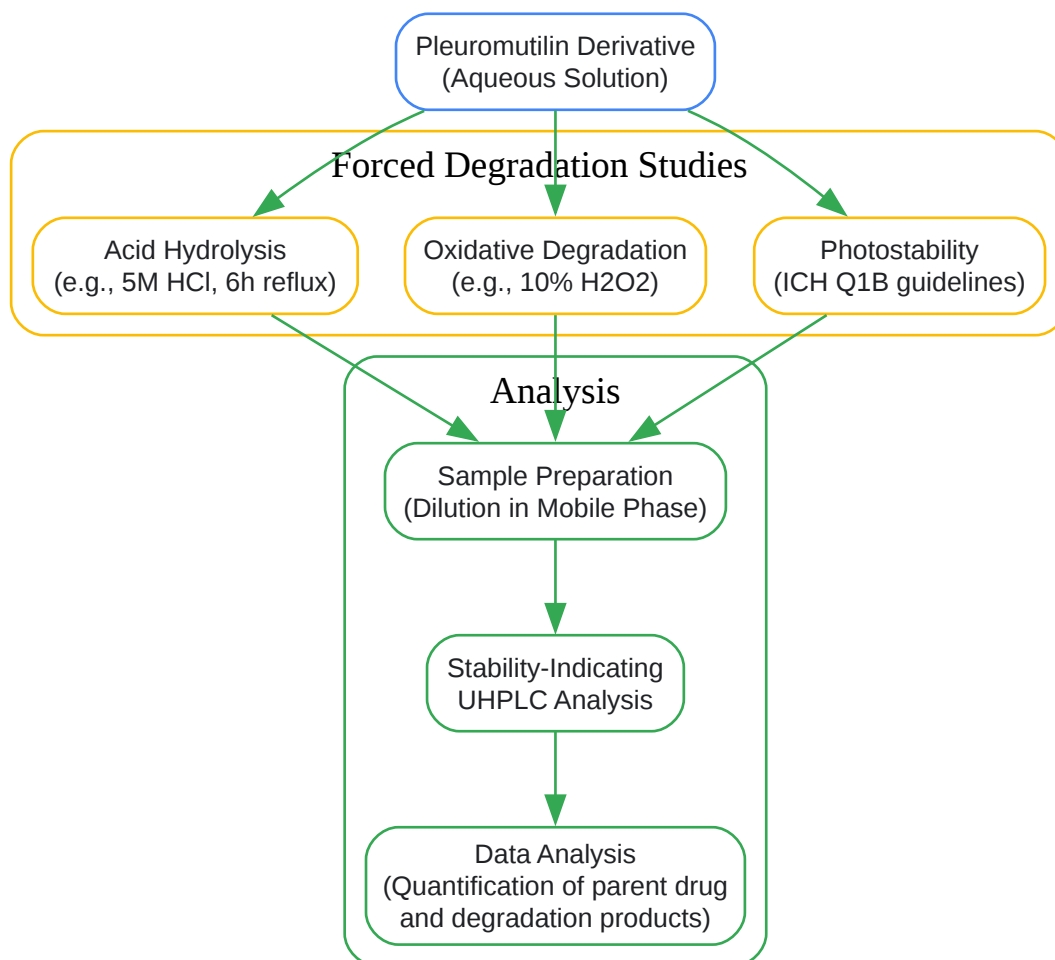 Pleuromutilin Derivative
(Aqueous Solution)
Forced Degradation Studies
Acid Hydrolysis
(e.g., 5M HCl, 6h reflux)
Oxidative Degradation
(e.g., 10% H2O2)
Photostability
(ICH Q1B guidelines)
Analysis
Sample Preparation
(Dilution in Mobile Phase)
Stability-Indicating
UHPLC Analysis
Data Analysis
(Quantification of parent drug
and degradation products)